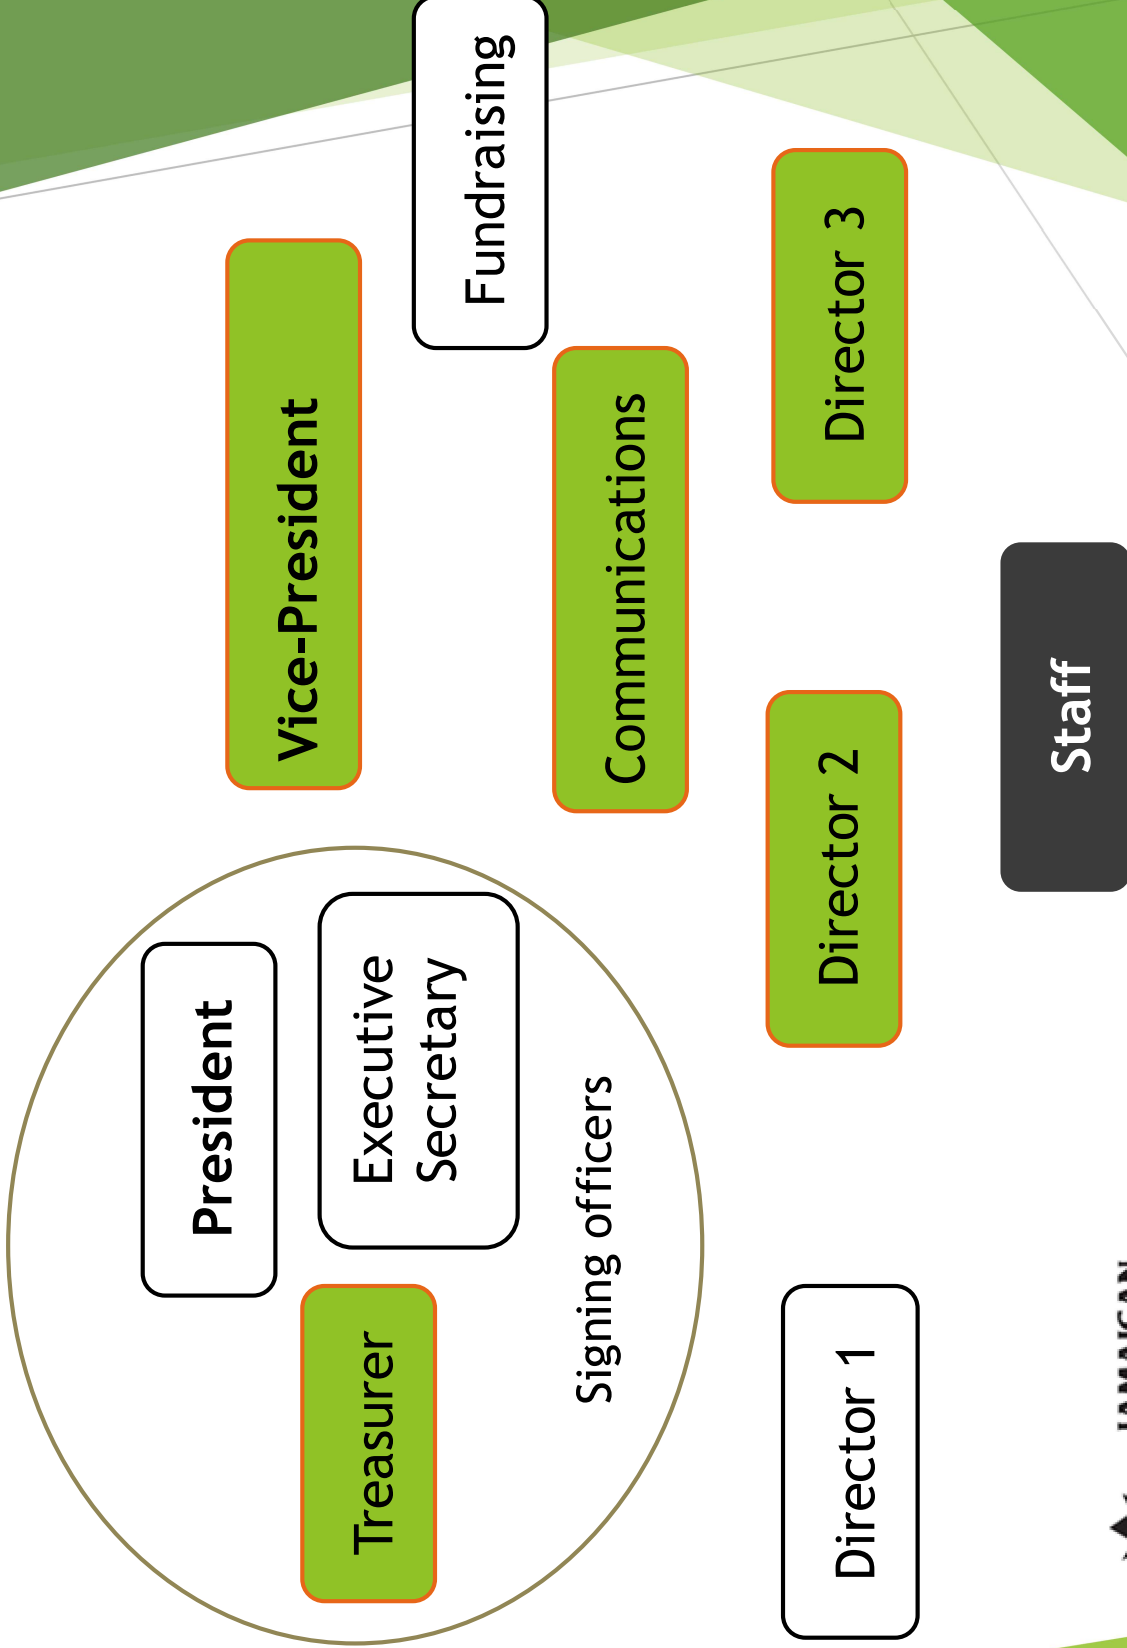 President
Vice-President
Treasurer
Executive
Secretary
Fundraising
Signing officers
Communications
Director 1
Director 2
Director 3
Staff